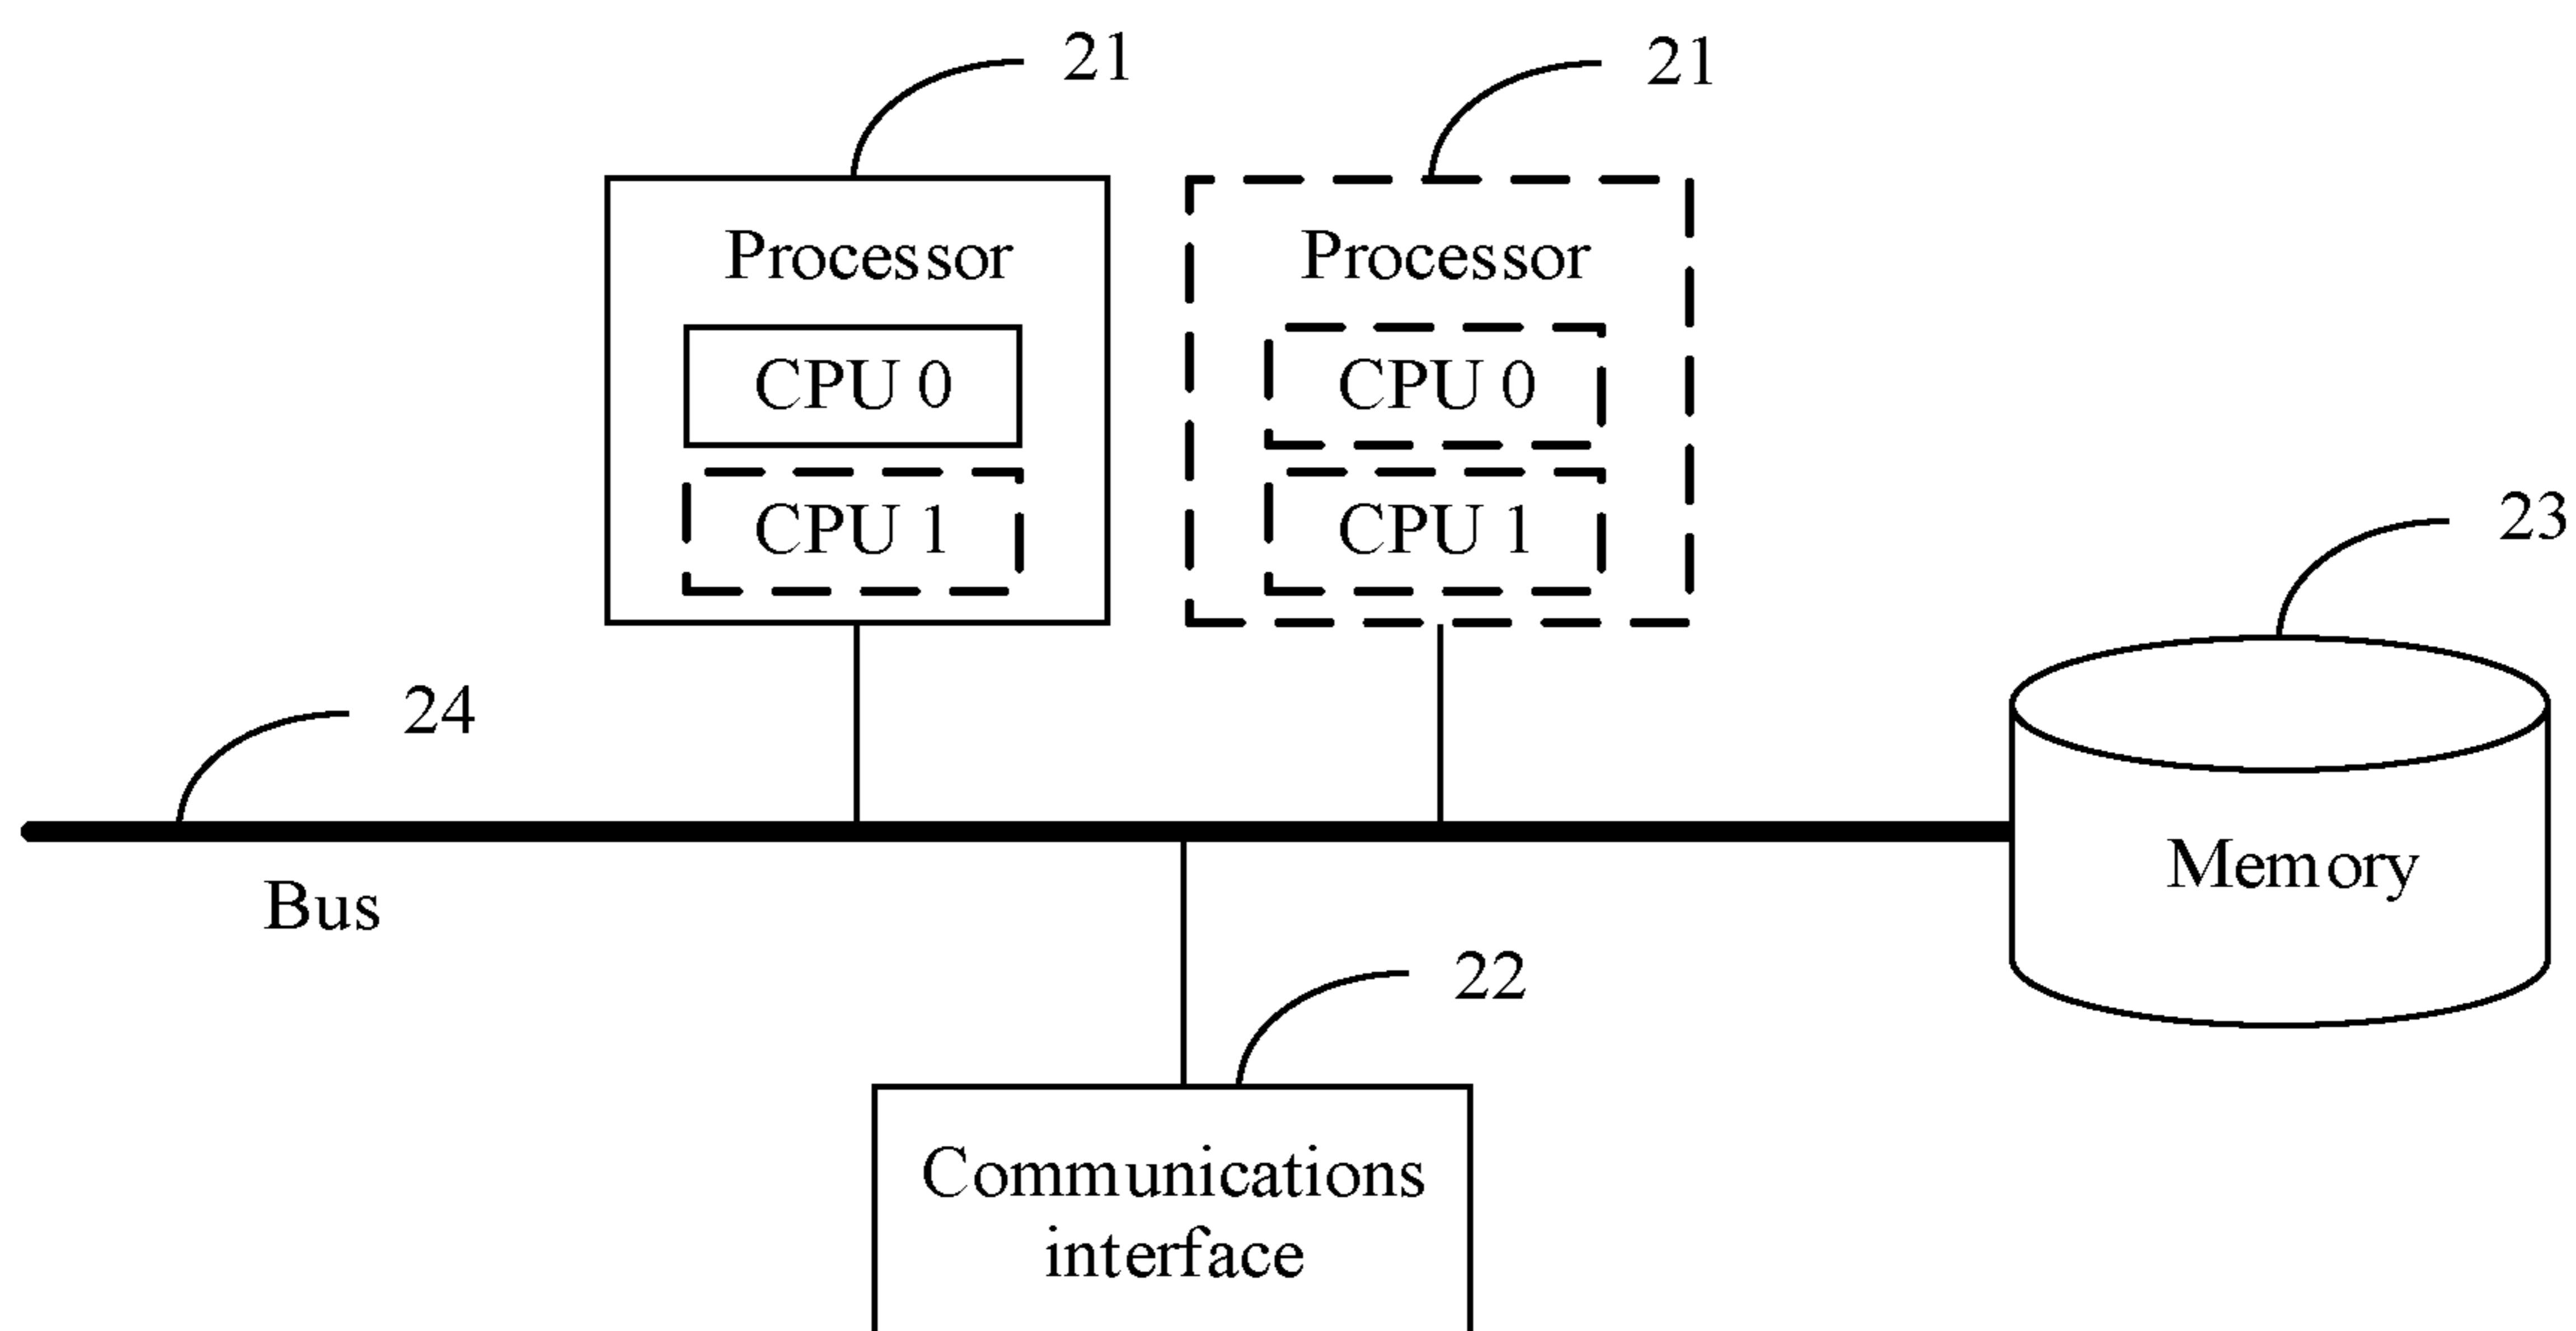 21
21
Processor
Processor
CPU 0
CPU 0
CPU 1
CPU 1
23
24
Memory
Bus
22
Communications
interface